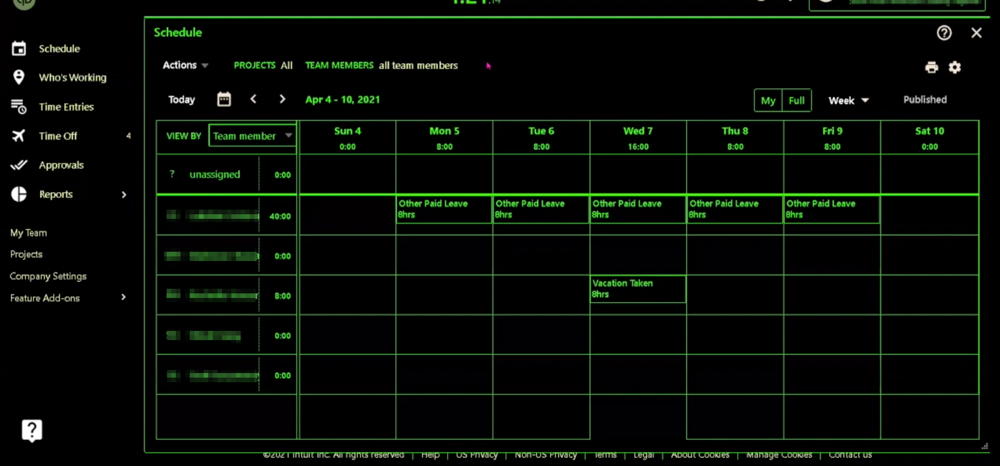 Schedule
Who's Working
Time Entries
Time Off 4
Approvals
Reports
My Team
Projects
Company Settings
Feature Add-ons
?
Schedule
Actions PROJECTS All TEAM MEMBERS all team members
Today Apr 4 - 10, 2021 My Full Week Published
VIEW BY Team member
Sun 4 Mon 5 Tue 6 Wed 7 Thu 8 Fri 9 Sat 10
0:00 8:00 8:00 16:00 8:00 8:00 0:00
? unassigned 0:00
40:00
Other Paid Leave Other Paid Leave Other Paid Leave Other Paid Leave Other Paid Leave
8hrs 8hrs 8hrs 8hrs 8hrs
0:00
8:00
Vacation Taken
8hrs
0:00
0:00
©2021 Intuit Inc. All rights reserved | Help | US Privacy | Non-US Privacy | Terms | Legal | About Cookies | Manage Cookies | Contact us